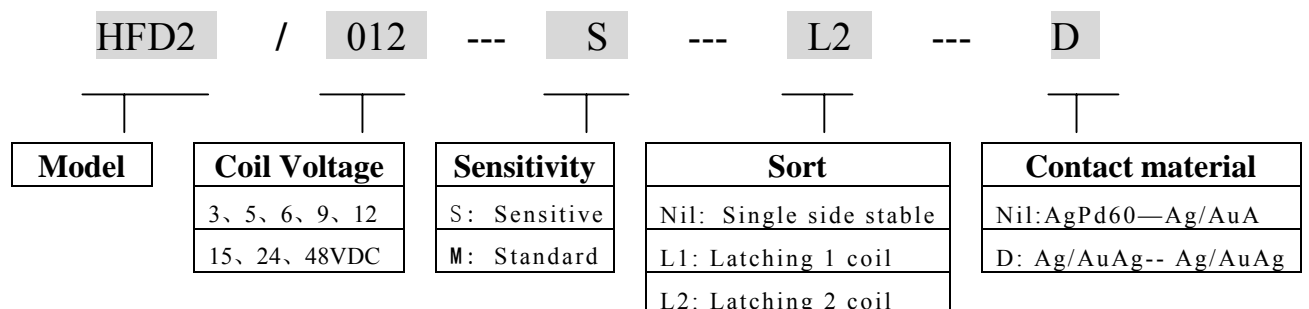 HFD2 / 012 --- S --- L2 --- D
Model Coil Voltage Sensitivity Sort Contact material
3、5、6、9、12 S: Sensitive Nil: Single side stable Nil:AgPd60—Ag/AuA
15、24、48VDC M: Standard L1: Latching 1 coil D: Ag/AuAg-- Ag/AuAg
L2: Latching 2 coil